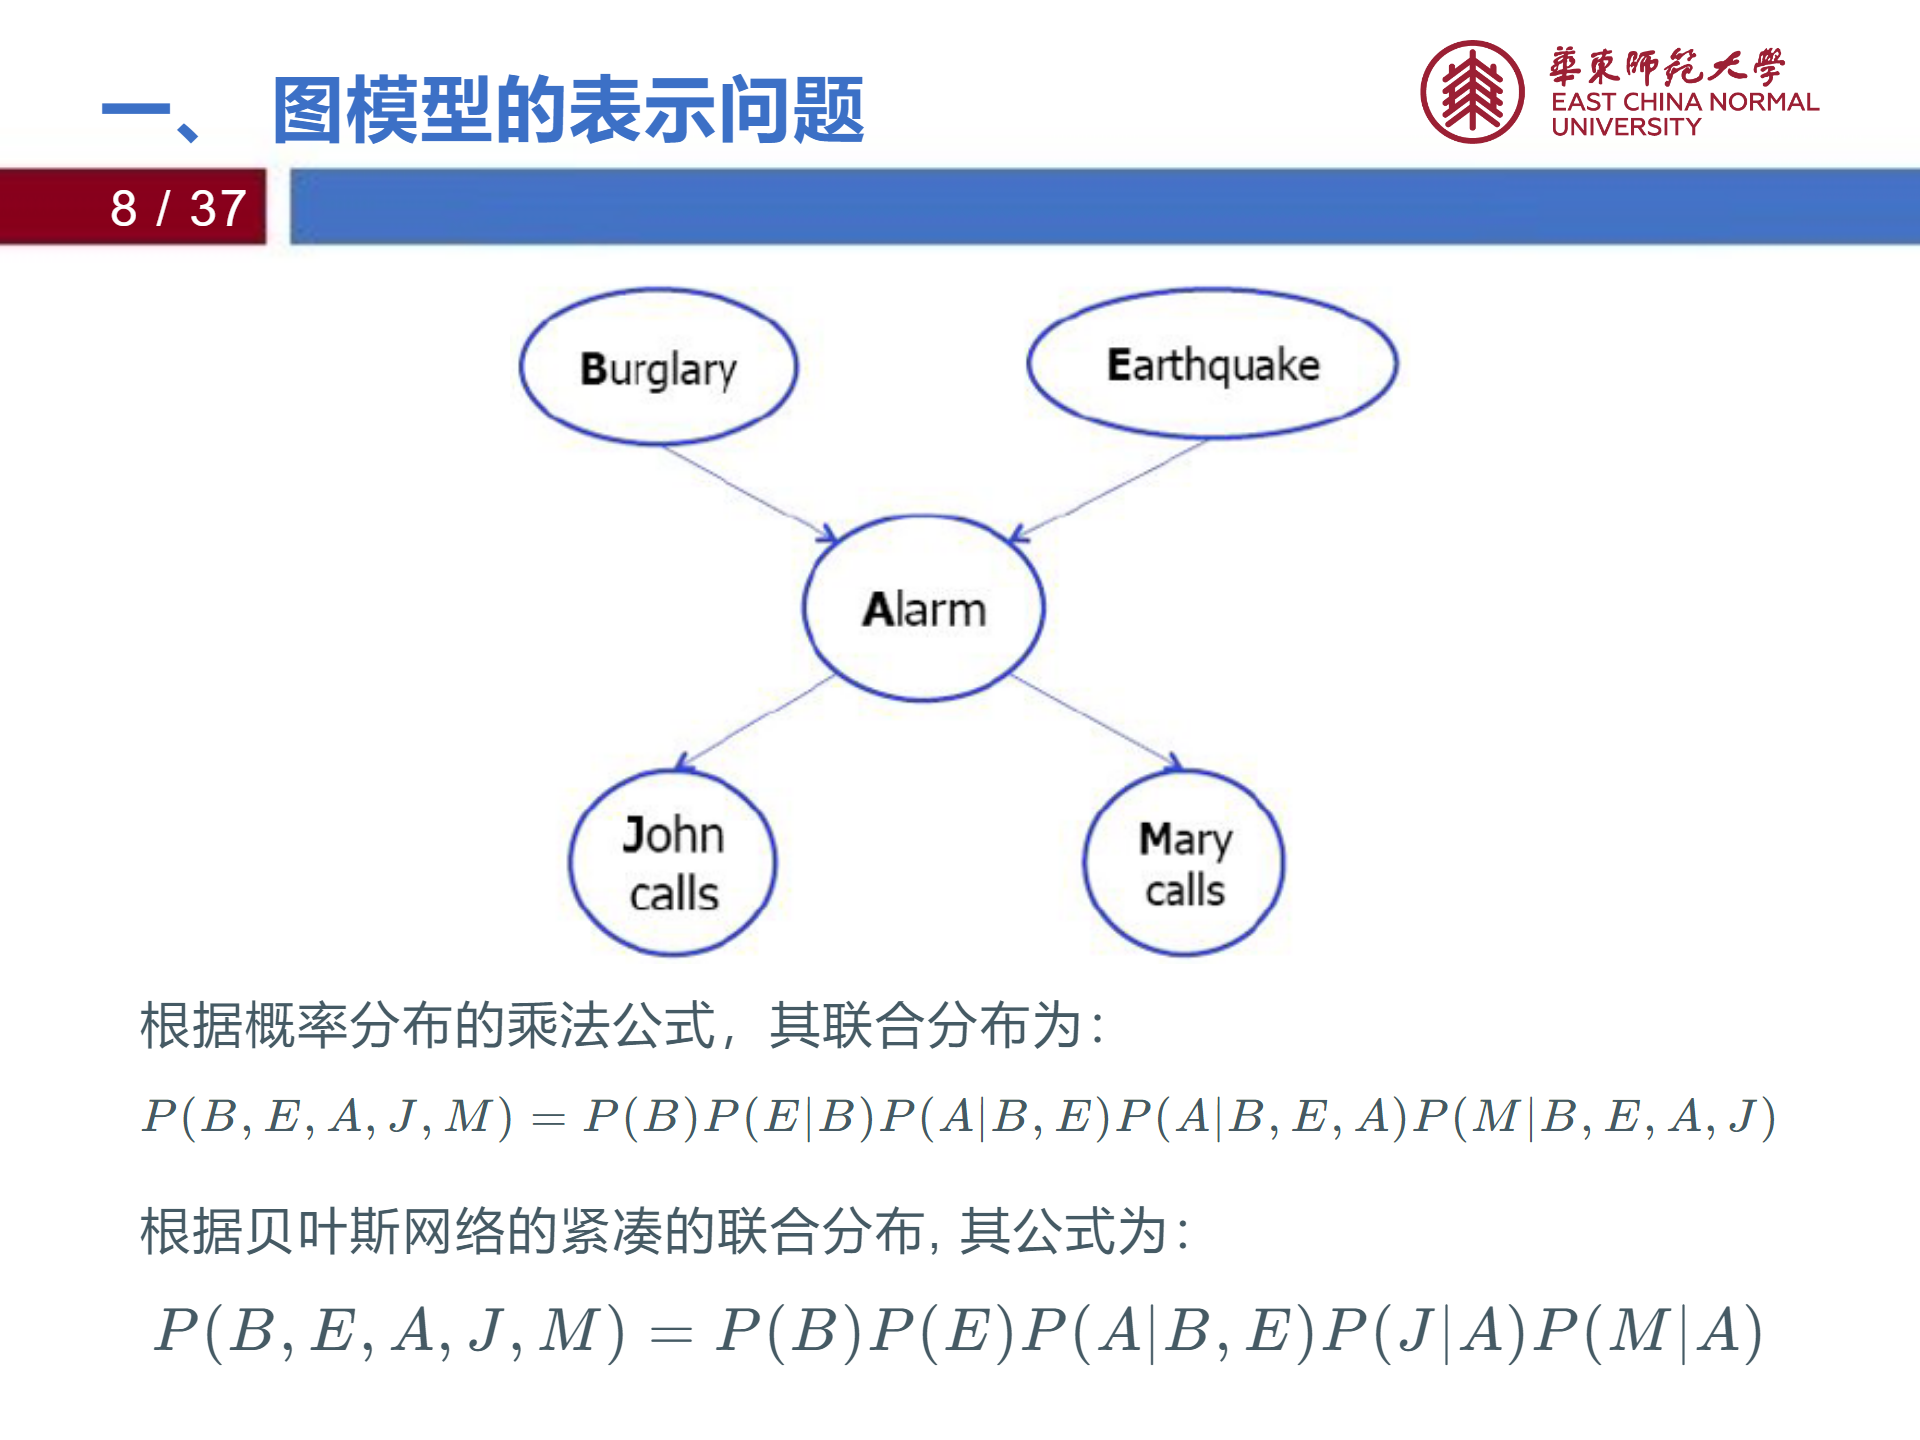 一、 图模型的表示问题
華東師範大學
EAST CHINA NORMAL
UNIVERSITY
8 / 37
Burglary
Earthquake
Alarm
John
calls
Mary
calls
根据概率分布的乘法公式，其联合分布为：
P(B, E, A, J, M) = P(B)P(E|B)P(A|B, E)P(A|B, E, A)P(M|B, E, A, J)
根据贝叶斯网络的紧凑的联合分布, 其公式为：
P(B, E, A, J, M) = P(B)P(E)P(A|B, E)P(J|A)P(M|A)